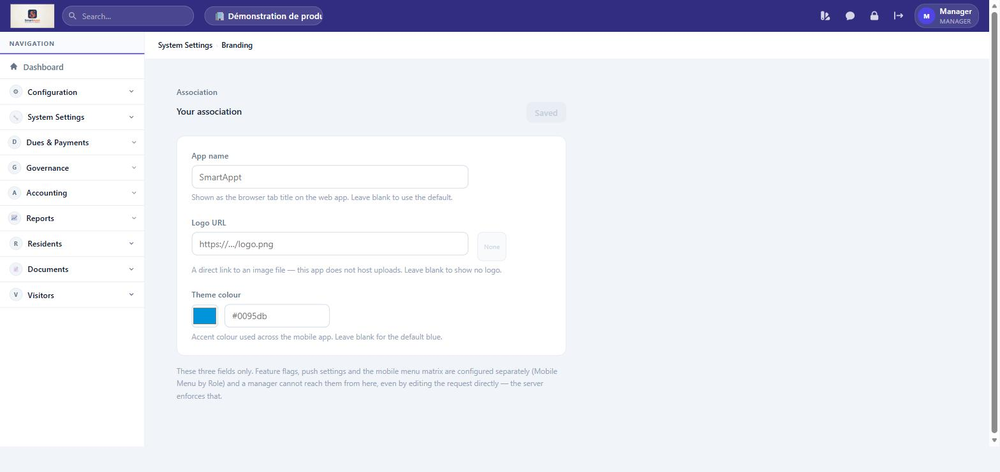 SmartAppt
Search...
Démonstration de produ
M
Manager
MANAGER
NAVIGATION
System Settings
Branding
Dashboard
Configuration
System Settings
D
Dues & Payments
G
Governance
A
Accounting
Reports
R
Residents
Documents
V
Visitors
Association
Your association
Saved
App name
SmartAppt
Shown as the browser tab title on the web app. Leave blank to use the default.
Logo URL
https://.../logo.png
None
A direct link to an image file — this app does not host uploads. Leave blank to show no logo.
Theme colour
#0095db
Accent colour used across the mobile app. Leave blank for the default blue.
These three fields only. Feature flags, push settings and the mobile menu matrix are configured separately (Mobile
Menu by Role) and a manager cannot reach them from here, even by editing the request directly — the server
enforces that.